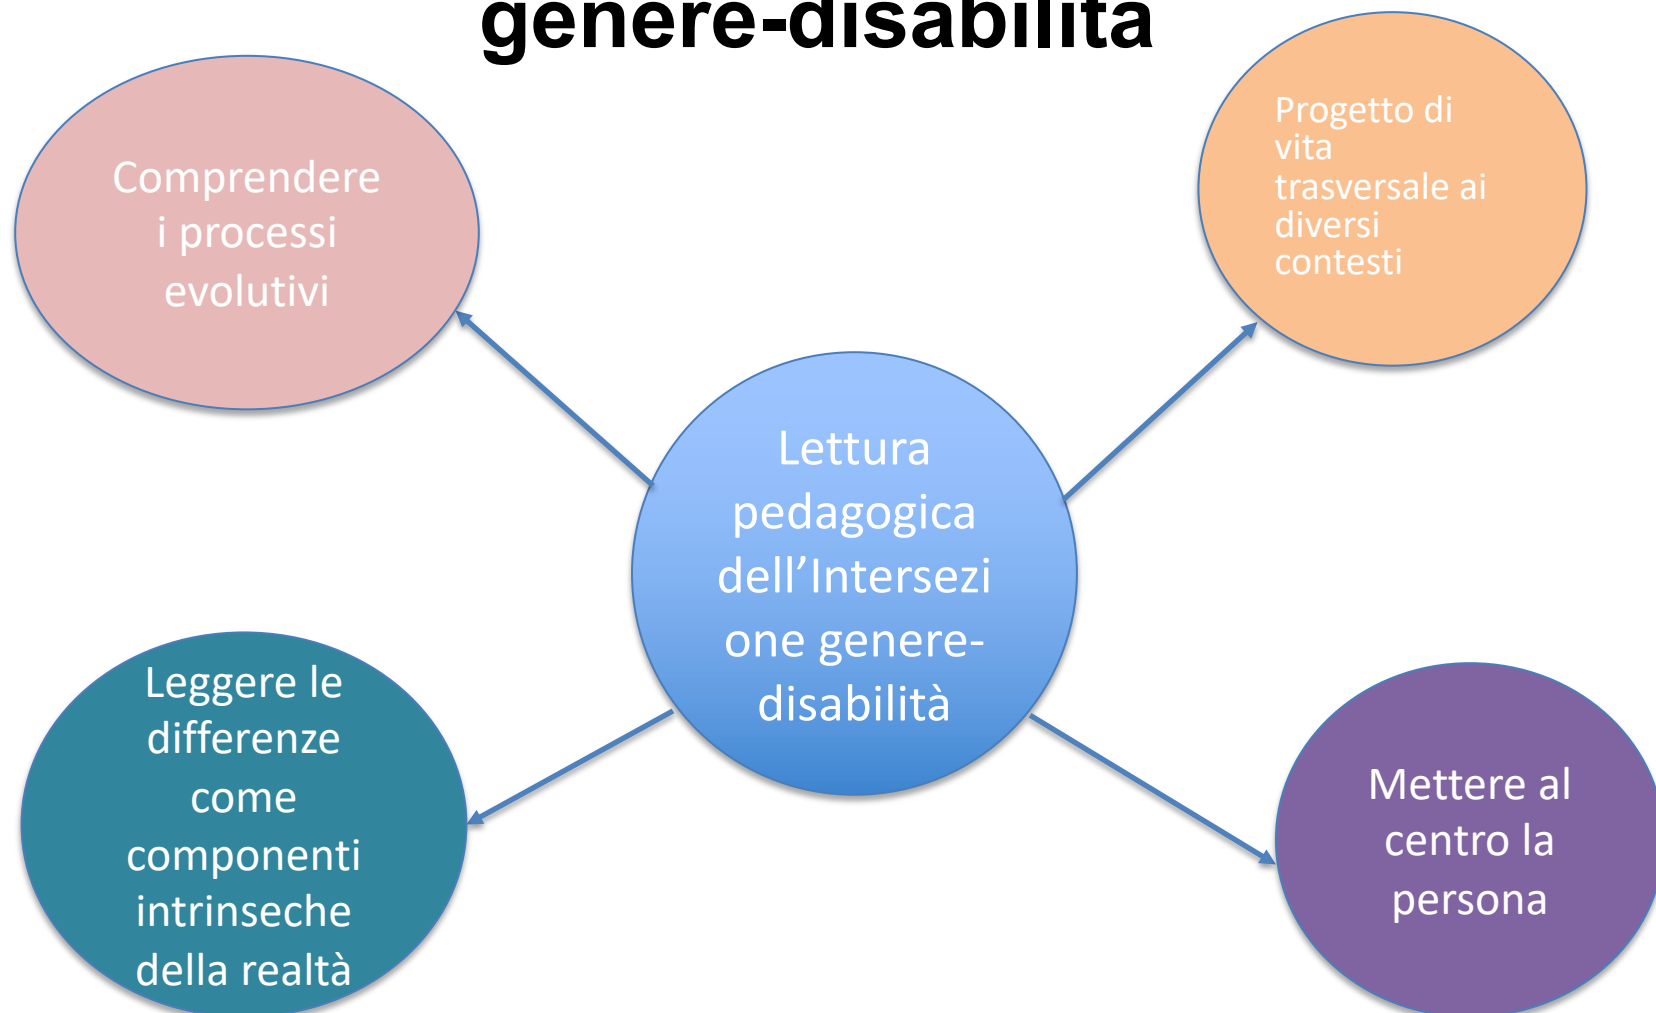 genere-disabilità
Comprendere
i processi
evolutivi
Progetto di
vita
trasversale ai
diversi
contesti
Lettura
pedagogica
dell’Intersezi
one genere-
disabilità
Leggere le
differenze
come
componenti
intrinseche
della realtà
Mettere al
centro la
persona